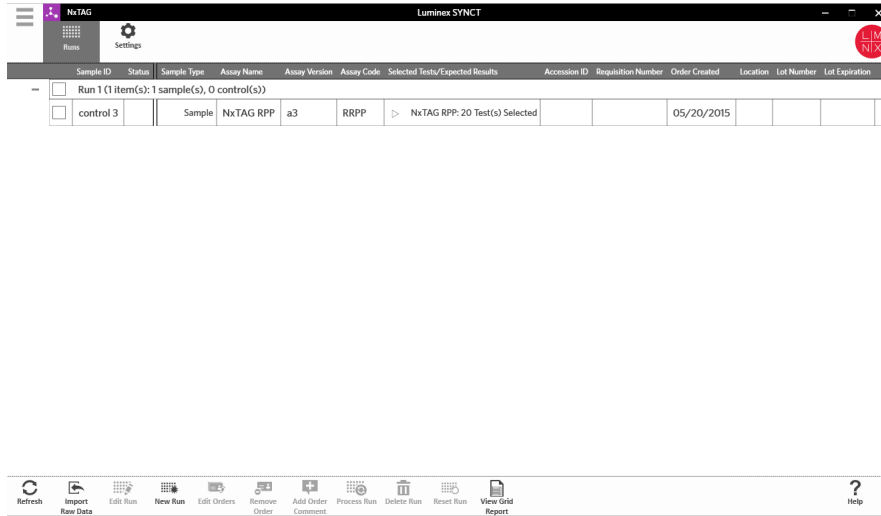 NxTAG
Luminex SYNCT
Runs
Settings
L M
N X
Sample ID Status Sample Type Assay Name Assay Version Assay Code Selected Tests/Expected Results Accession ID Requisition Number Order Created Location Lot Number Lot Expiration
Run 1 (1 item(s): 1 sample(s), 0 control(s))
control 3 Sample NxTAG RPP a3 RRPP NxTAG RPP: 20 Test(s) Selected 05/20/2015
Refresh
Import
Raw Data
Edit Run
New Run
Edit Orders
Remove
Order
Add Order
Comment
Process Run
Delete Run
Reset Run
View Grid
Report
?
Help